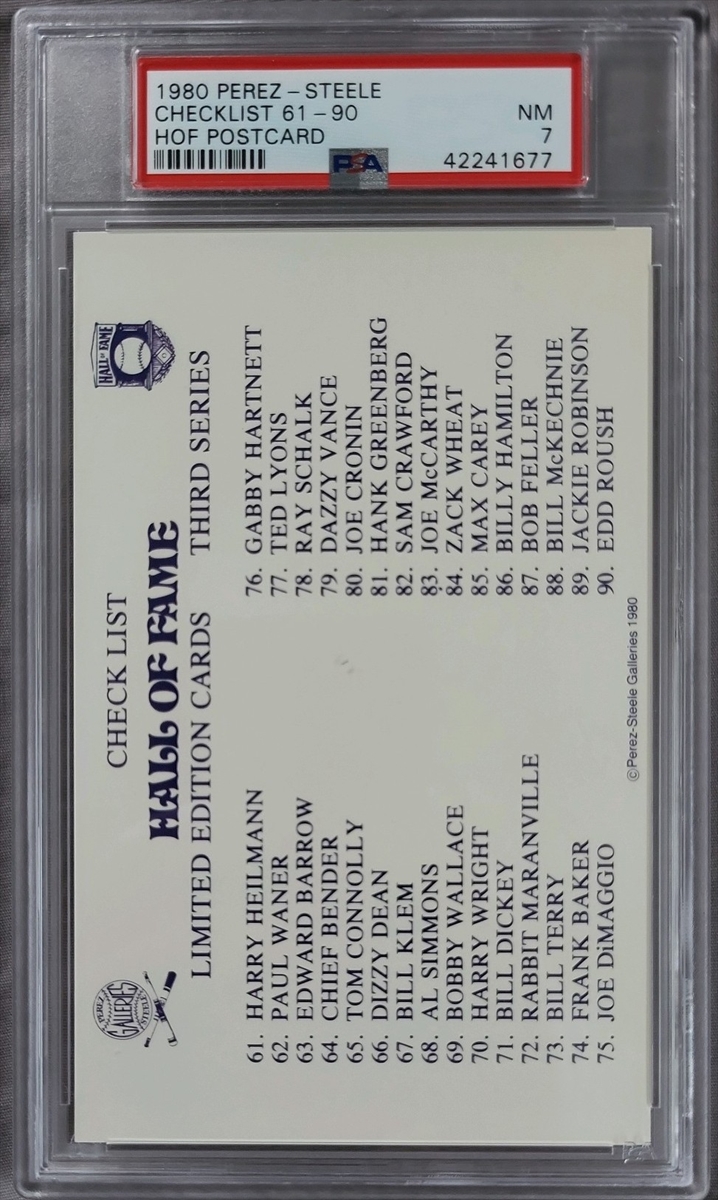 1980 PEREZ-STEELE
CHECKLIST 61-90
HOF POSTCARD
NM
7
PSA
42241677
PEREZ
GALLERIES
STEELE
HALL OF FAME
CHECK LIST
HALL OF FAME
LIMITED EDITION CARDS THIRD SERIES
61. HARRY HEILMANN
62. PAUL WANER
63. EDWARD BARROW
64. CHIEF BENDER
65. TOM CONNOLLY
66. DIZZY DEAN
67. BILL KLEM
68. AL SIMMONS
69. BOBBY WALLACE
70. HARRY WRIGHT
71. BILL DICKEY
72. RABBIT MARANVILLE
73. BILL TERRY
74. FRANK BAKER
75. JOE DiMAGGIO
76. GABBY HARTNETT
77. TED LYONS
78. RAY SCHALK
79. DAZZY VANCE
80. JOE CRONIN
81. HANK GREENBERG
82. SAM CRAWFORD
83. JOE McCARTHY
84. ZACK WHEAT
85. MAX CAREY
86. BILLY HAMILTON
87. BOB FELLER
88. BILL McKECHNIE
89. JACKIE ROBINSON
90. EDD ROUSH
©Perez-Steele Galleries 1980